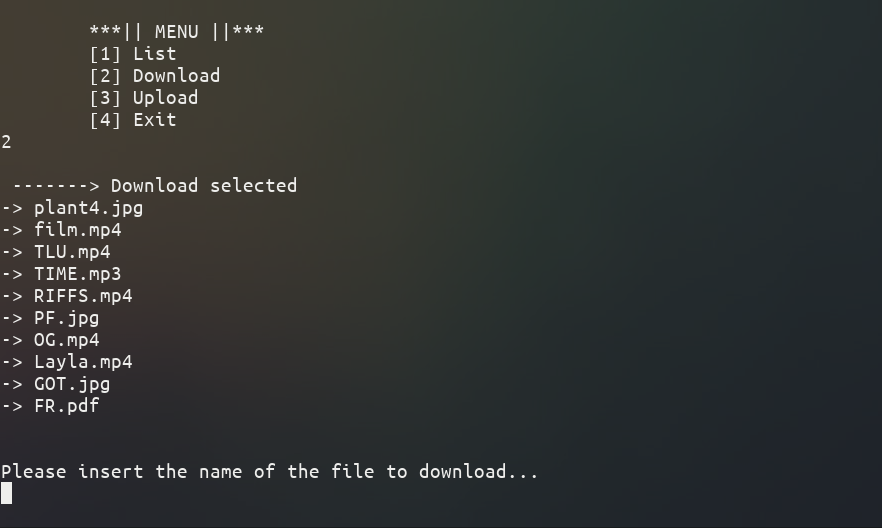 ***|| MENU ||***
[1] List
[2] Download
[3] Upload
[4] Exit
2
-------> Download selected
-> plant4.jpg
-> film.mp4
-> TLU.mp4
-> TIME.mp3
-> RIFFS.mp4
-> PF.jpg
-> OG.mp4
-> Layla.mp4
-> GOT.jpg
-> FR.pdf
Please insert the name of the file to download...